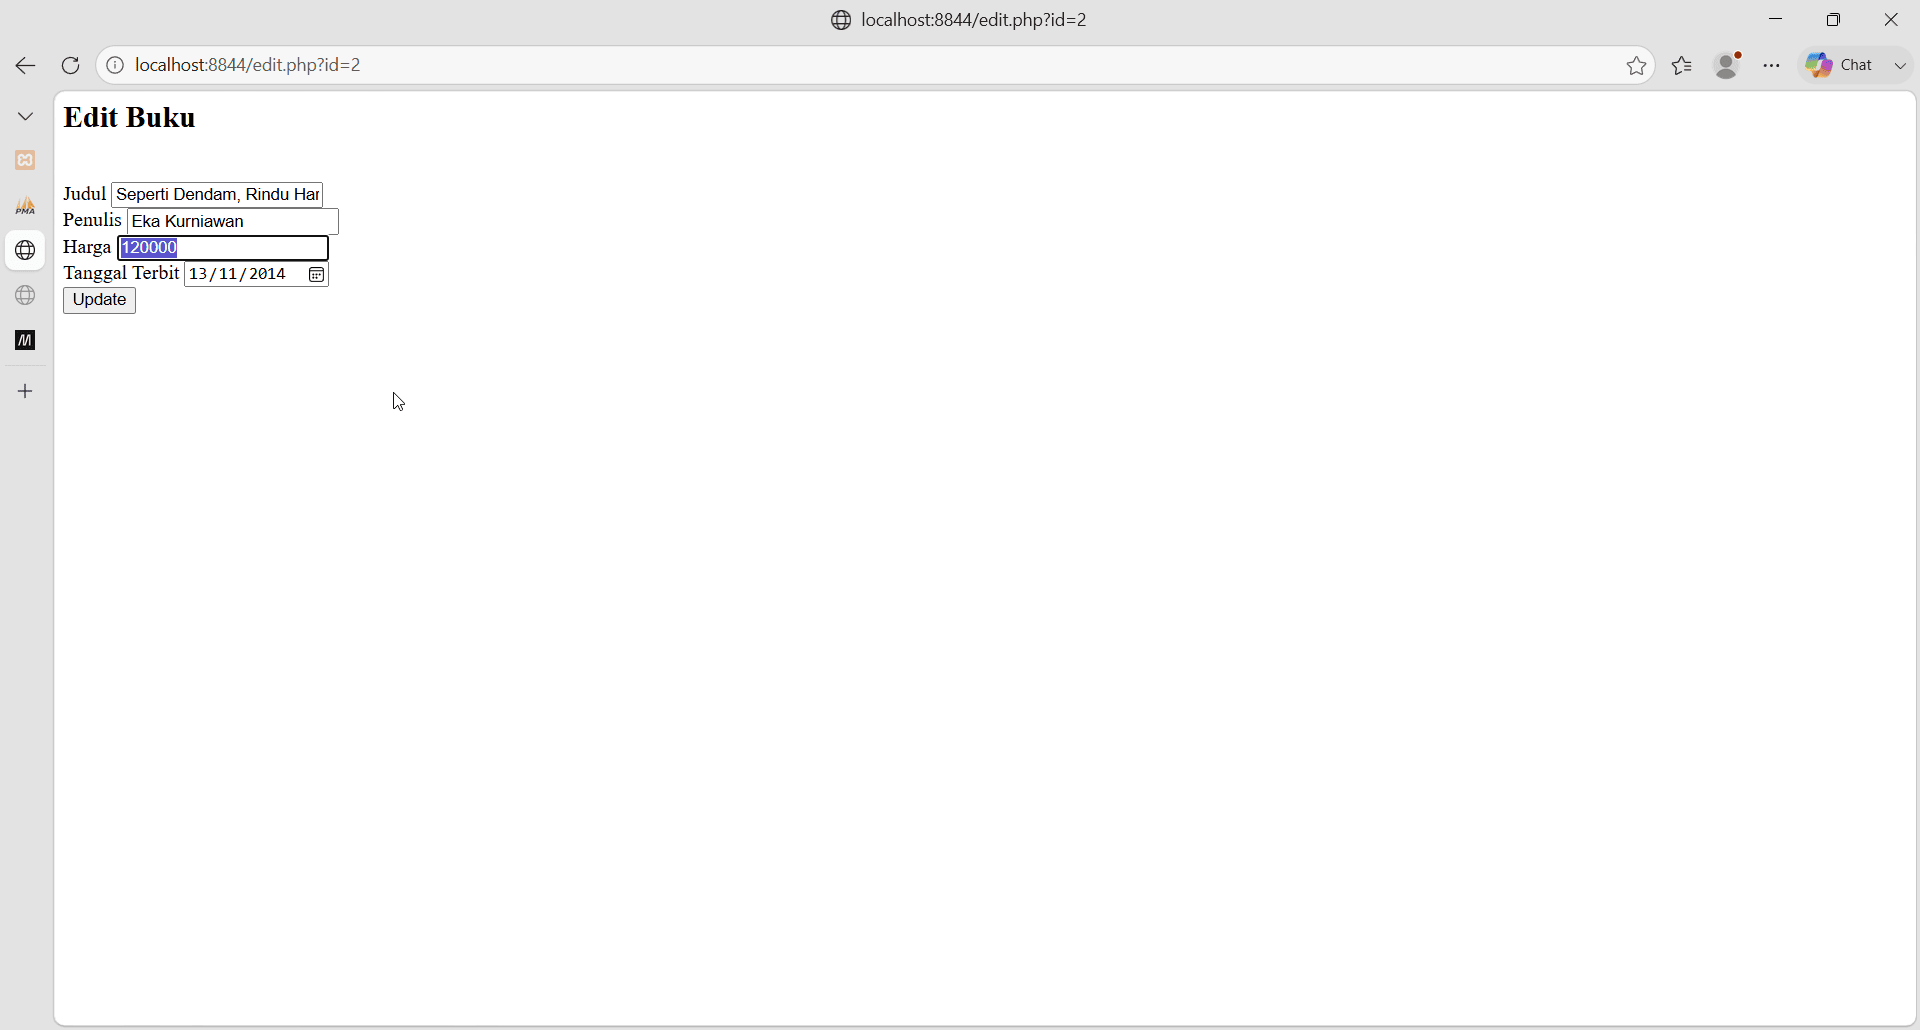 localhost:8844/edit.php?id=2
localhost:8844/edit.php?id=2
Chat
PMA
Edit Buku
Judul Seperti Dendam, Rindu Har
Penulis Eka Kurniawan
Harga 120000
Tanggal Terbit 13/11/2014
Update